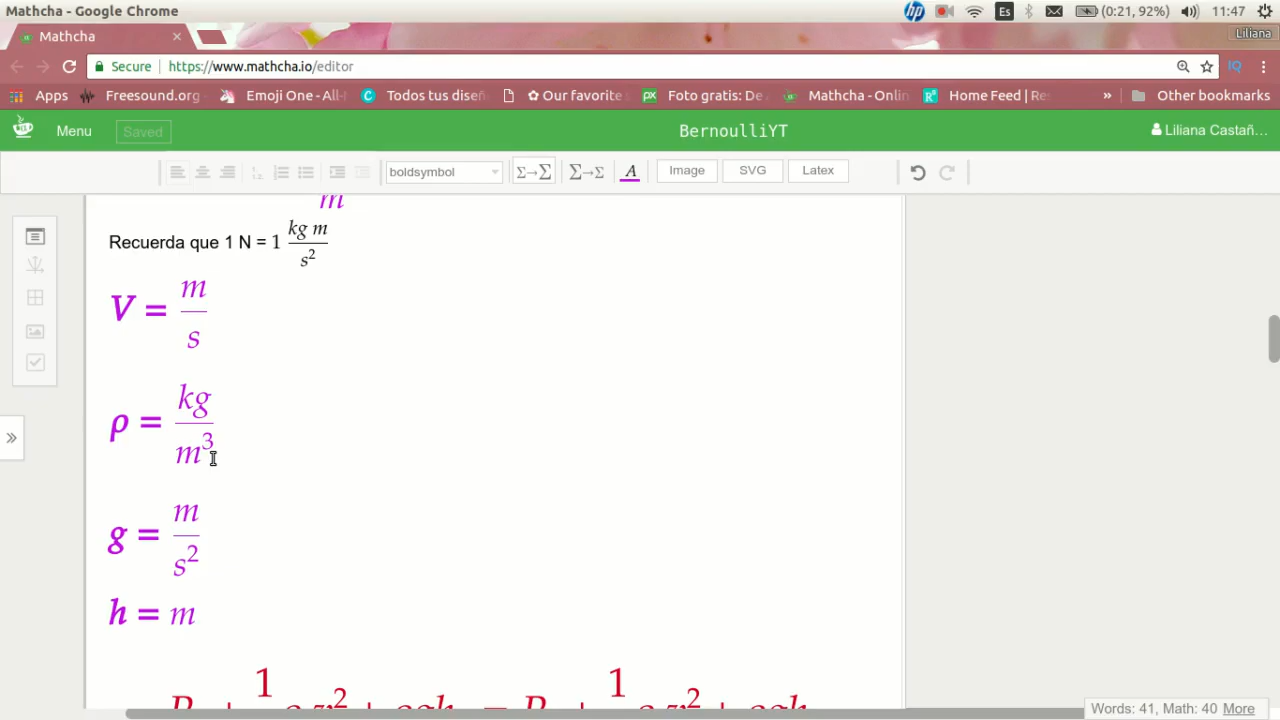 Mathcha - Google Chrome
Es (0:21, 92%) 11:47
Mathcha × Liliana
Secure https://www.mathcha.io/editor
Apps Freesound.org Emoji One - All-I Todos tus diseñ Our favorite Foto gratis: De Mathcha - Onlin Home Feed | Re » Other bookmarks
Menu Saved BernoulliYT Liliana Castañ...
boldsymbol Σ→Σ Σ→Σ A Image SVG Latex
m
Recuerda que 1 N = 1 kg m / s²
V = m / s
ρ = kg / m³
g = m / s²
h = m
1 1
Words: 41, Math: 40 More